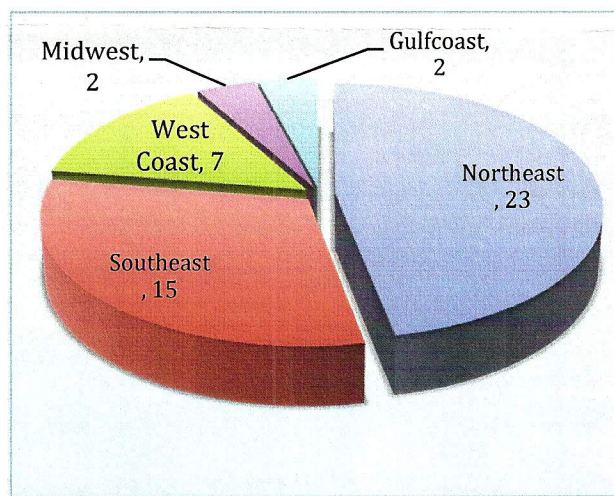 Midwest,
2
Gulfcoast,
2
West
Coast, 7
Northeast
, 23
Southeast
, 15